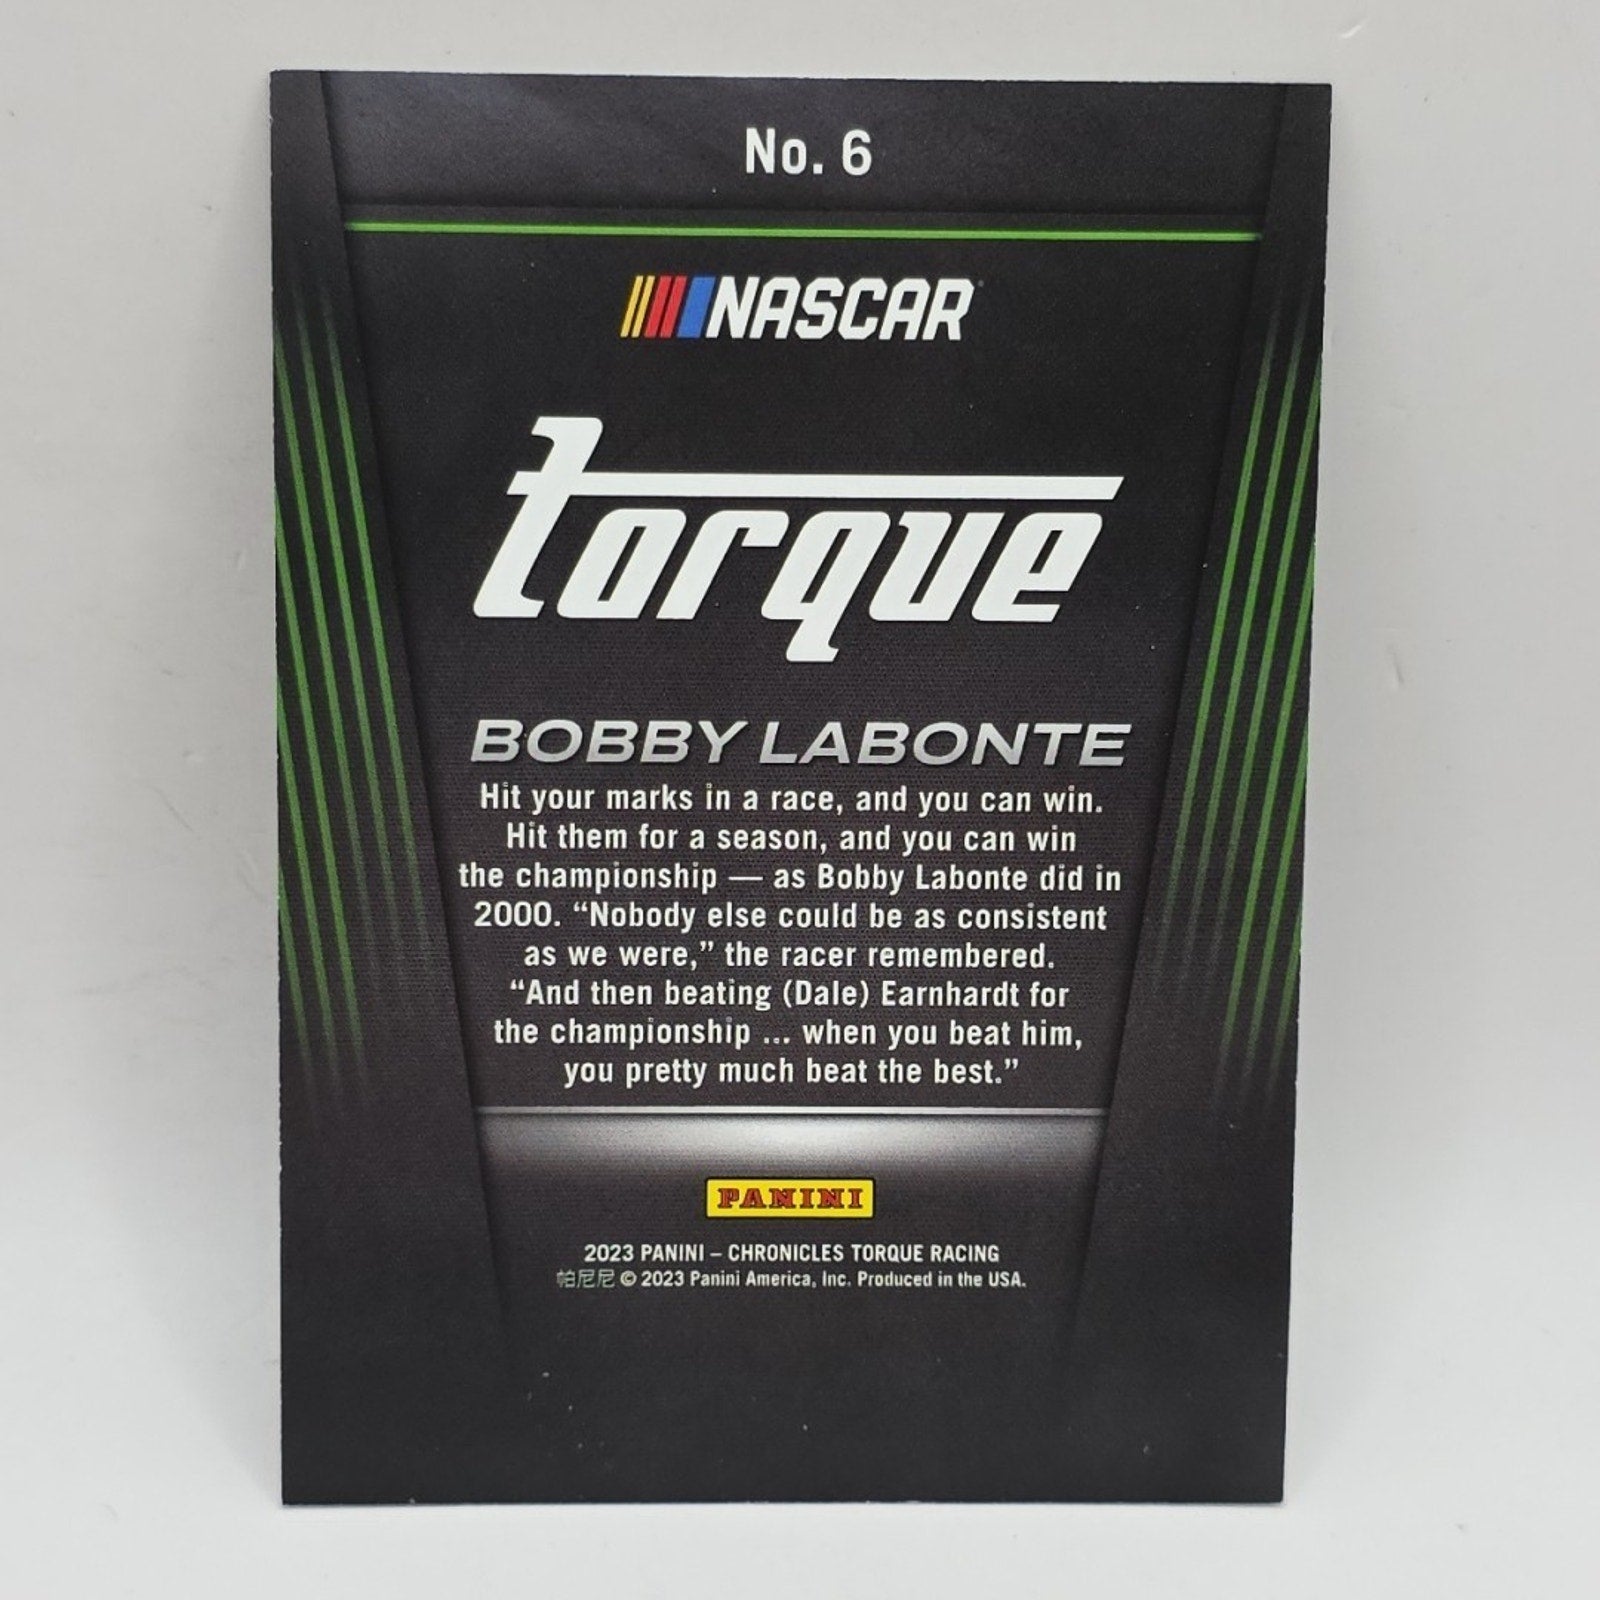 No. 6
NASCAR
torque
BOBBY LABONTE
Hit your marks in a race, and you can win.
Hit them for a season, and you can win
the championship — as Bobby Labonte did in
2000. “Nobody else could be as consistent
as we were,” the racer remembered.
“And then beating (Dale) Earnhardt for
the championship ... when you beat him,
you pretty much beat the best.”
PANINI
2023 PANINI – CHRONICLES TORQUE RACING
帕尼尼 © 2023 Panini America, Inc. Produced in the USA.